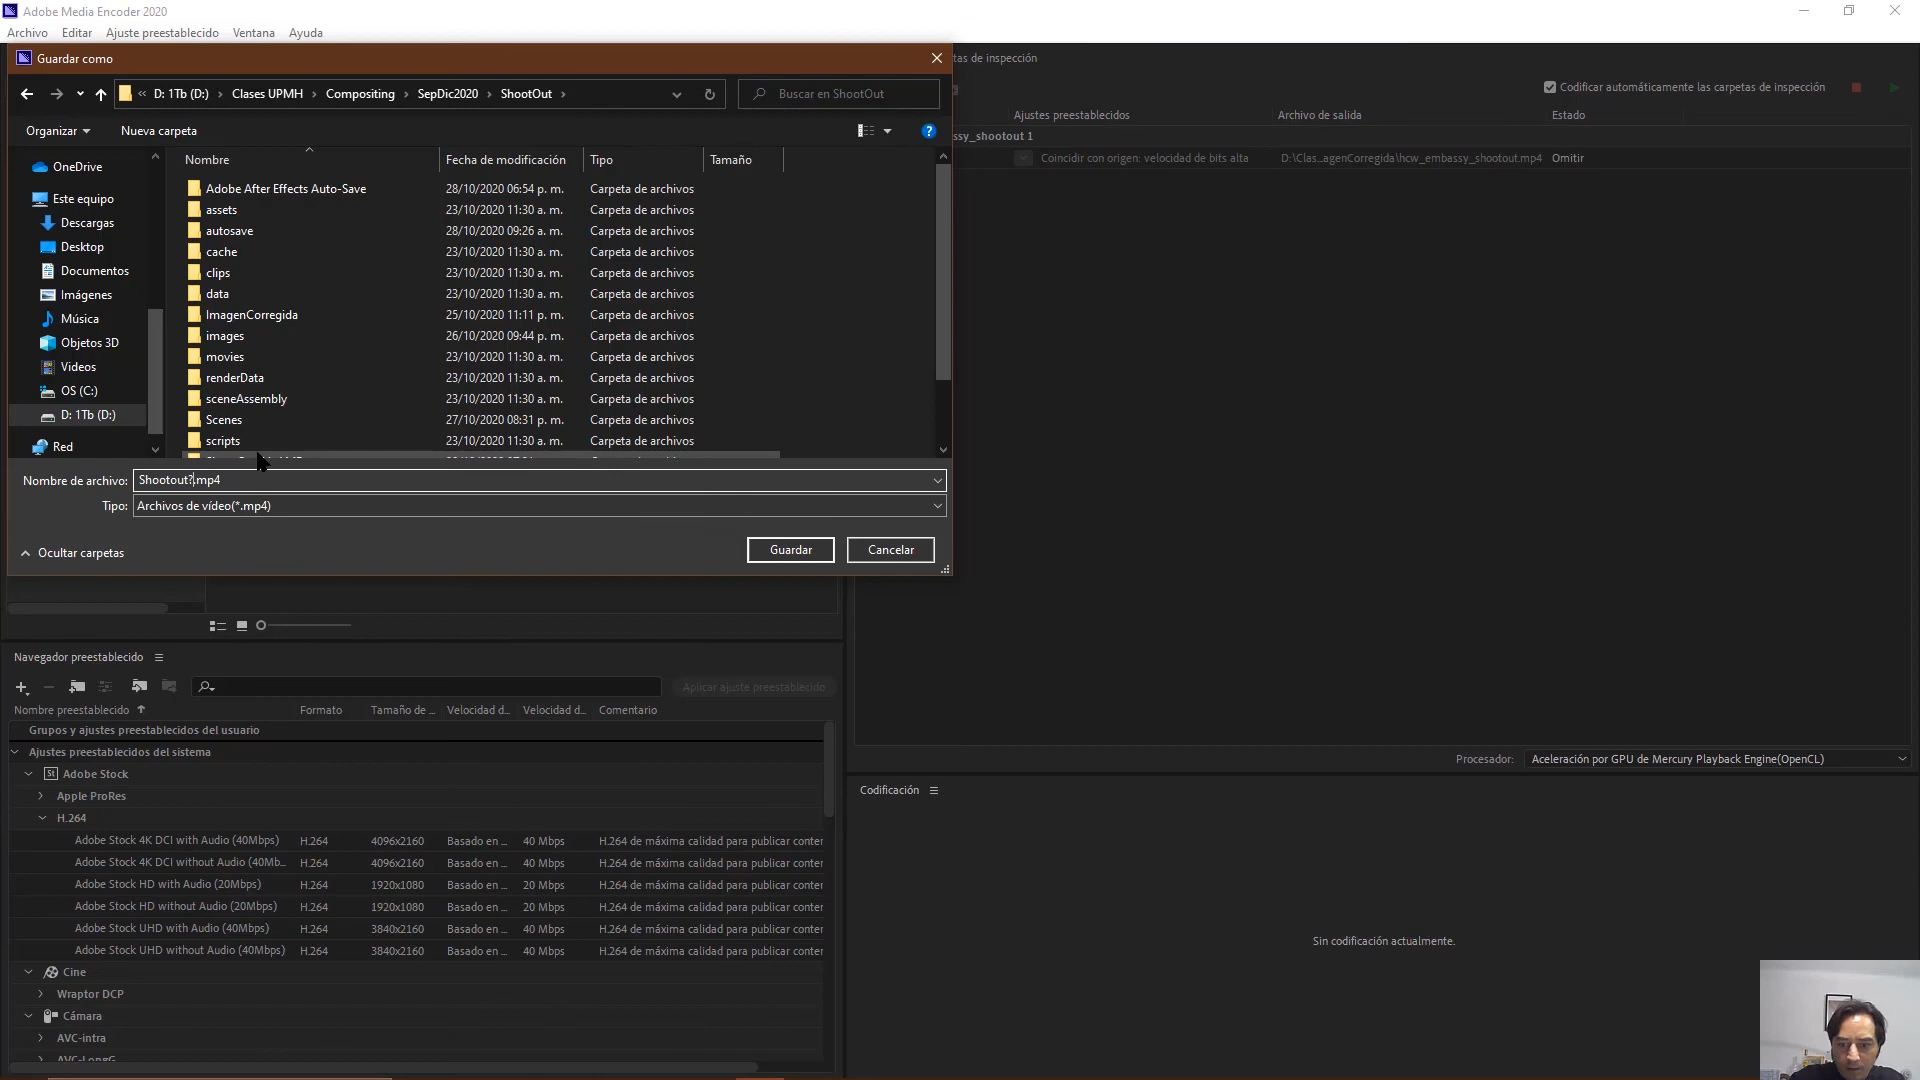 Adobe Media Encoder 2020
Archivo Editar Ajuste preestablecido Ventana Ayuda
Guardar como
tas de inspección
« D: 1Tb (D:) › Clases UPMH › Compositing › SepDic2020 › ShootOut ›
Buscar en ShootOut
Codificar automáticamente las carpetas de inspección
Organizar Nueva carpeta
Ajustes preestablecidos Archivo de salida Estado
ssy_shootout 1
Coincidir con origen: velocidad de bits alta D:\Clas...agenCorregida\hcw_embassy_shootout.mp4 Omitir
OneDrive
Este equipo
Descargas
Desktop
Documentos
Imágenes
Música
Objetos 3D
Videos
OS (C:)
D: 1Tb (D:)
Red
Nombre Fecha de modificación Tipo Tamaño
Adobe After Effects Auto-Save 28/10/2020 06:54 p. m. Carpeta de archivos
assets 23/10/2020 11:30 a. m. Carpeta de archivos
autosave 28/10/2020 09:26 a. m. Carpeta de archivos
cache 23/10/2020 11:30 a. m. Carpeta de archivos
clips 23/10/2020 11:30 a. m. Carpeta de archivos
data 23/10/2020 11:30 a. m. Carpeta de archivos
ImagenCorregida 25/10/2020 11:11 p. m. Carpeta de archivos
images 26/10/2020 09:44 p. m. Carpeta de archivos
movies 23/10/2020 11:30 a. m. Carpeta de archivos
renderData 23/10/2020 11:30 a. m. Carpeta de archivos
sceneAssembly 23/10/2020 11:30 a. m. Carpeta de archivos
Scenes 27/10/2020 08:31 p. m. Carpeta de archivos
scripts 23/10/2020 11:30 a. m. Carpeta de archivos
Nombre de archivo: Shootout?.mp4
Tipo: Archivos de vídeo(*.mp4)
Ocultar carpetas
Guardar Cancelar
Navegador preestablecido
Aplicar ajuste preestablecido
Nombre preestablecido Formato Tamaño de ... Velocidad d... Velocidad d... Comentario
Grupos y ajustes preestablecidos del usuario
Ajustes preestablecidos del sistema
St Adobe Stock
Apple ProRes
H.264
Adobe Stock 4K DCI with Audio (40Mbps) H.264 4096x2160 Basado en ... 40 Mbps H.264 de máxima calidad para publicar conter
Adobe Stock 4K DCI without Audio (40Mb... H.264 4096x2160 Basado en ... 40 Mbps H.264 de máxima calidad para publicar conter
Adobe Stock HD with Audio (20Mbps) H.264 1920x1080 Basado en ... 20 Mbps H.264 de máxima calidad para publicar conter
Adobe Stock HD without Audio (20Mbps) H.264 1920x1080 Basado en ... 20 Mbps H.264 de máxima calidad para publicar conter
Adobe Stock UHD with Audio (40Mbps) H.264 3840x2160 Basado en ... 40 Mbps H.264 de máxima calidad para publicar conter
Adobe Stock UHD without Audio (40Mbps) H.264 3840x2160 Basado en ... 40 Mbps H.264 de máxima calidad para publicar conter
Cine
Wraptor DCP
Cámara
AVC-intra
AVC-LongG
Procesador: Aceleración por GPU de Mercury Playback Engine(OpenCL)
Codificación
Sin codificación actualmente.